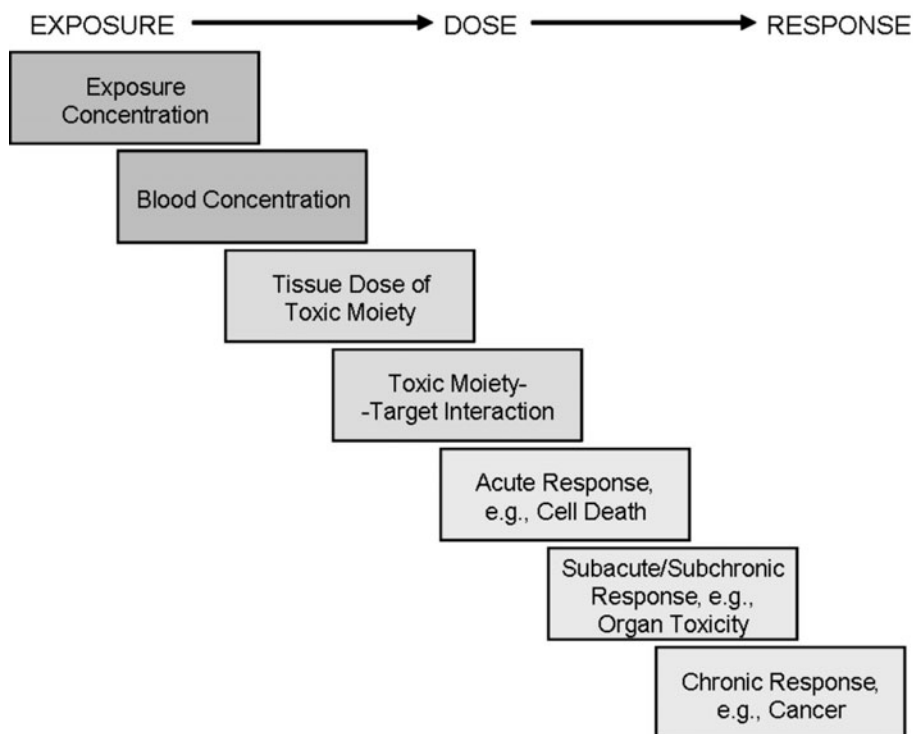 EXPOSURE DOSE RESPONSE
Exposure
Concentration
Blood Concentration
Tissue Dose of
Toxic Moiety
Toxic Moiety-
-Target Interaction
Acute Response,
e.g., Cell Death
Subacute/Subchronic
Response, e.g.,
Organ Toxicity
Chronic Response,
e.g., Cancer